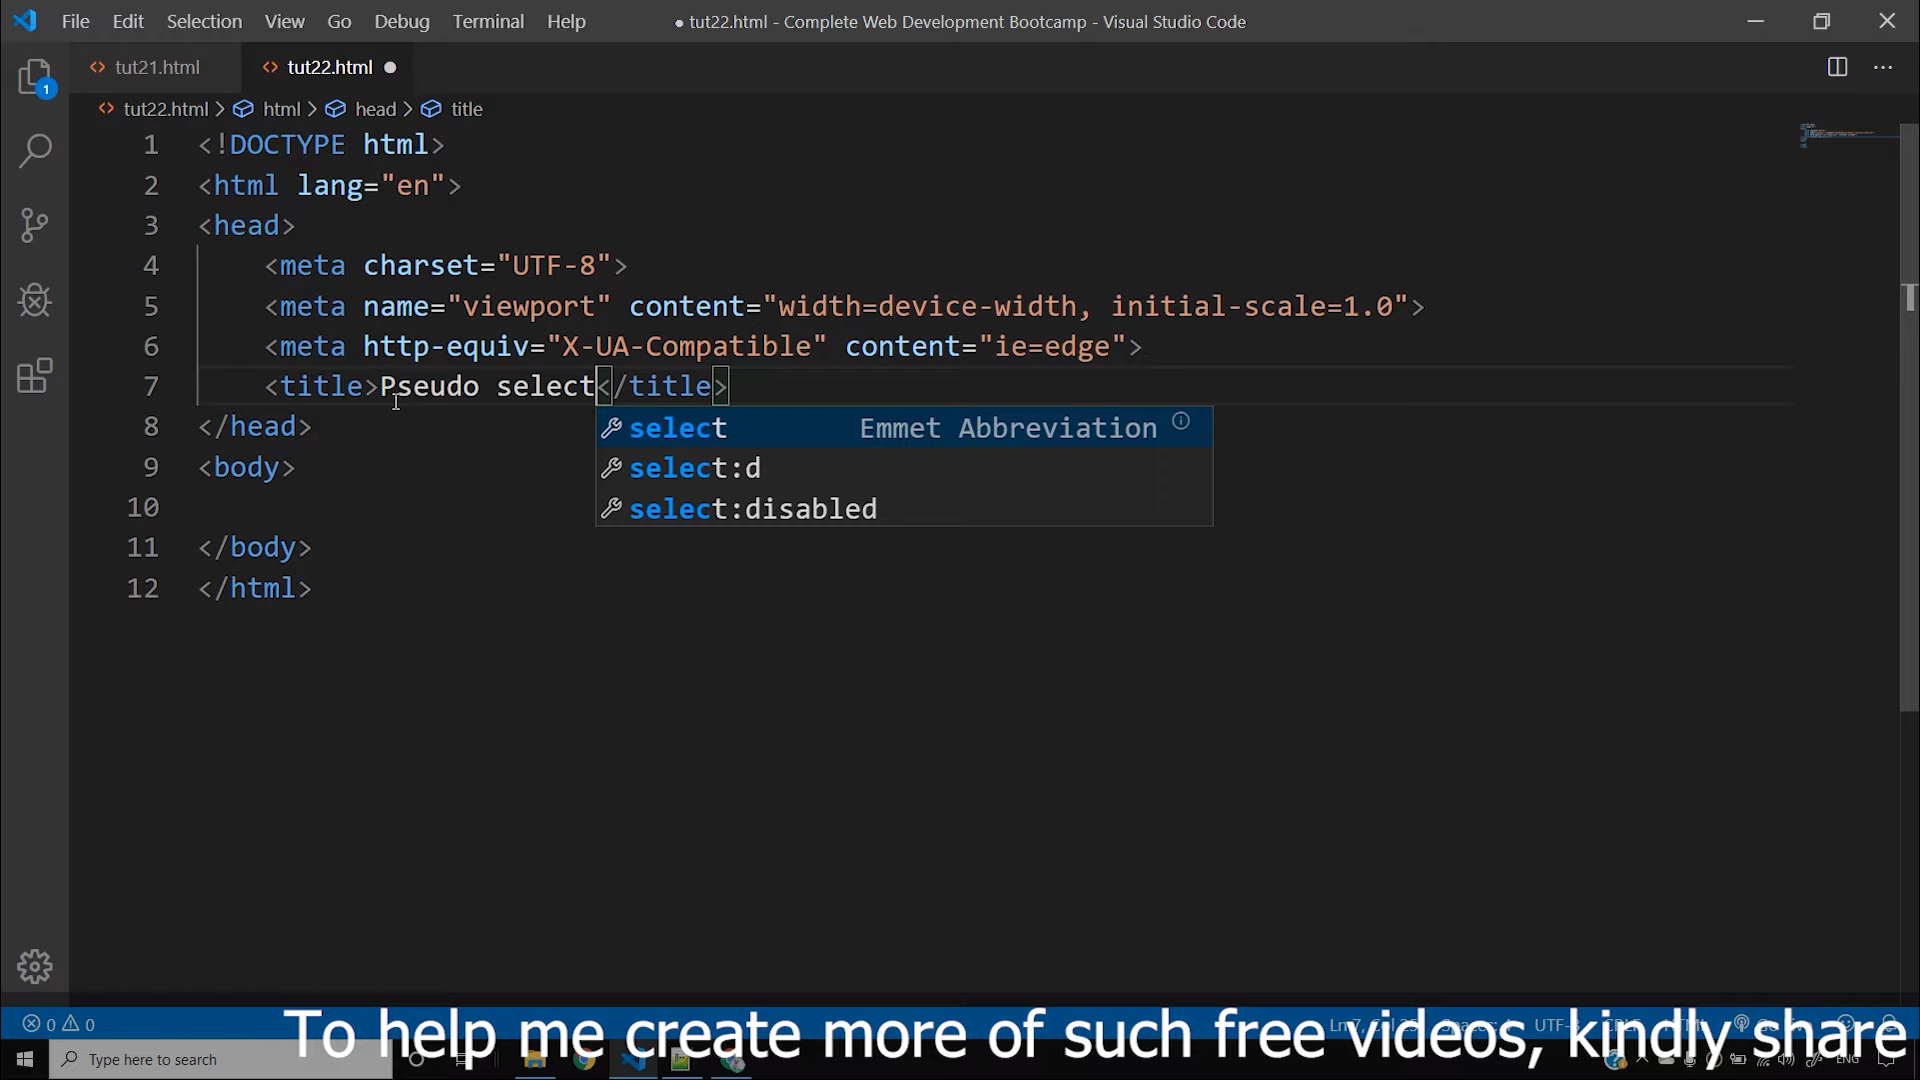 File Edit Selection View Go Debug Terminal Help ● tut22.html - Complete Web Development Bootcamp - Visual Studio Code
1 <> tut21.html <> tut22.html ●
<> tut22.html > html > head > title
1 <!DOCTYPE html>
2 <html lang="en">
3 <head>
4 <meta charset="UTF-8">
5 <meta name="viewport" content="width=device-width, initial-scale=1.0">
6 <meta http-equiv="X-UA-Compatible" content="ie=edge">
7 <title>Pseudo select</title>
select Emmet Abbreviation
8 </head>
select:d
9 <body>
select:disabled
10
11 </body>
12 </html>
0 0
To help me create more of such free videos, kindly share
Type here to search ENG